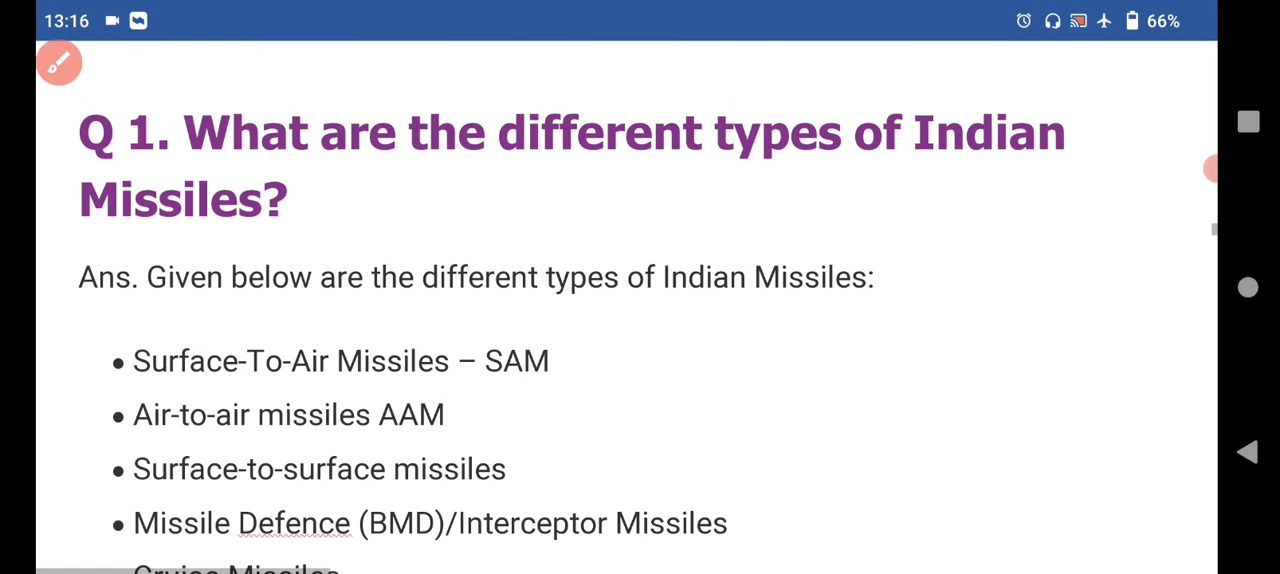 13:16
66%
Q 1. What are the different types of Indian
Missiles?
Ans. Given below are the different types of Indian Missiles:
• Surface-To-Air Missiles – SAM
• Air-to-air missiles AAM
• Surface-to-surface missiles
• Missile Defence (BMD)/Interceptor Missiles
Cruise Missiles